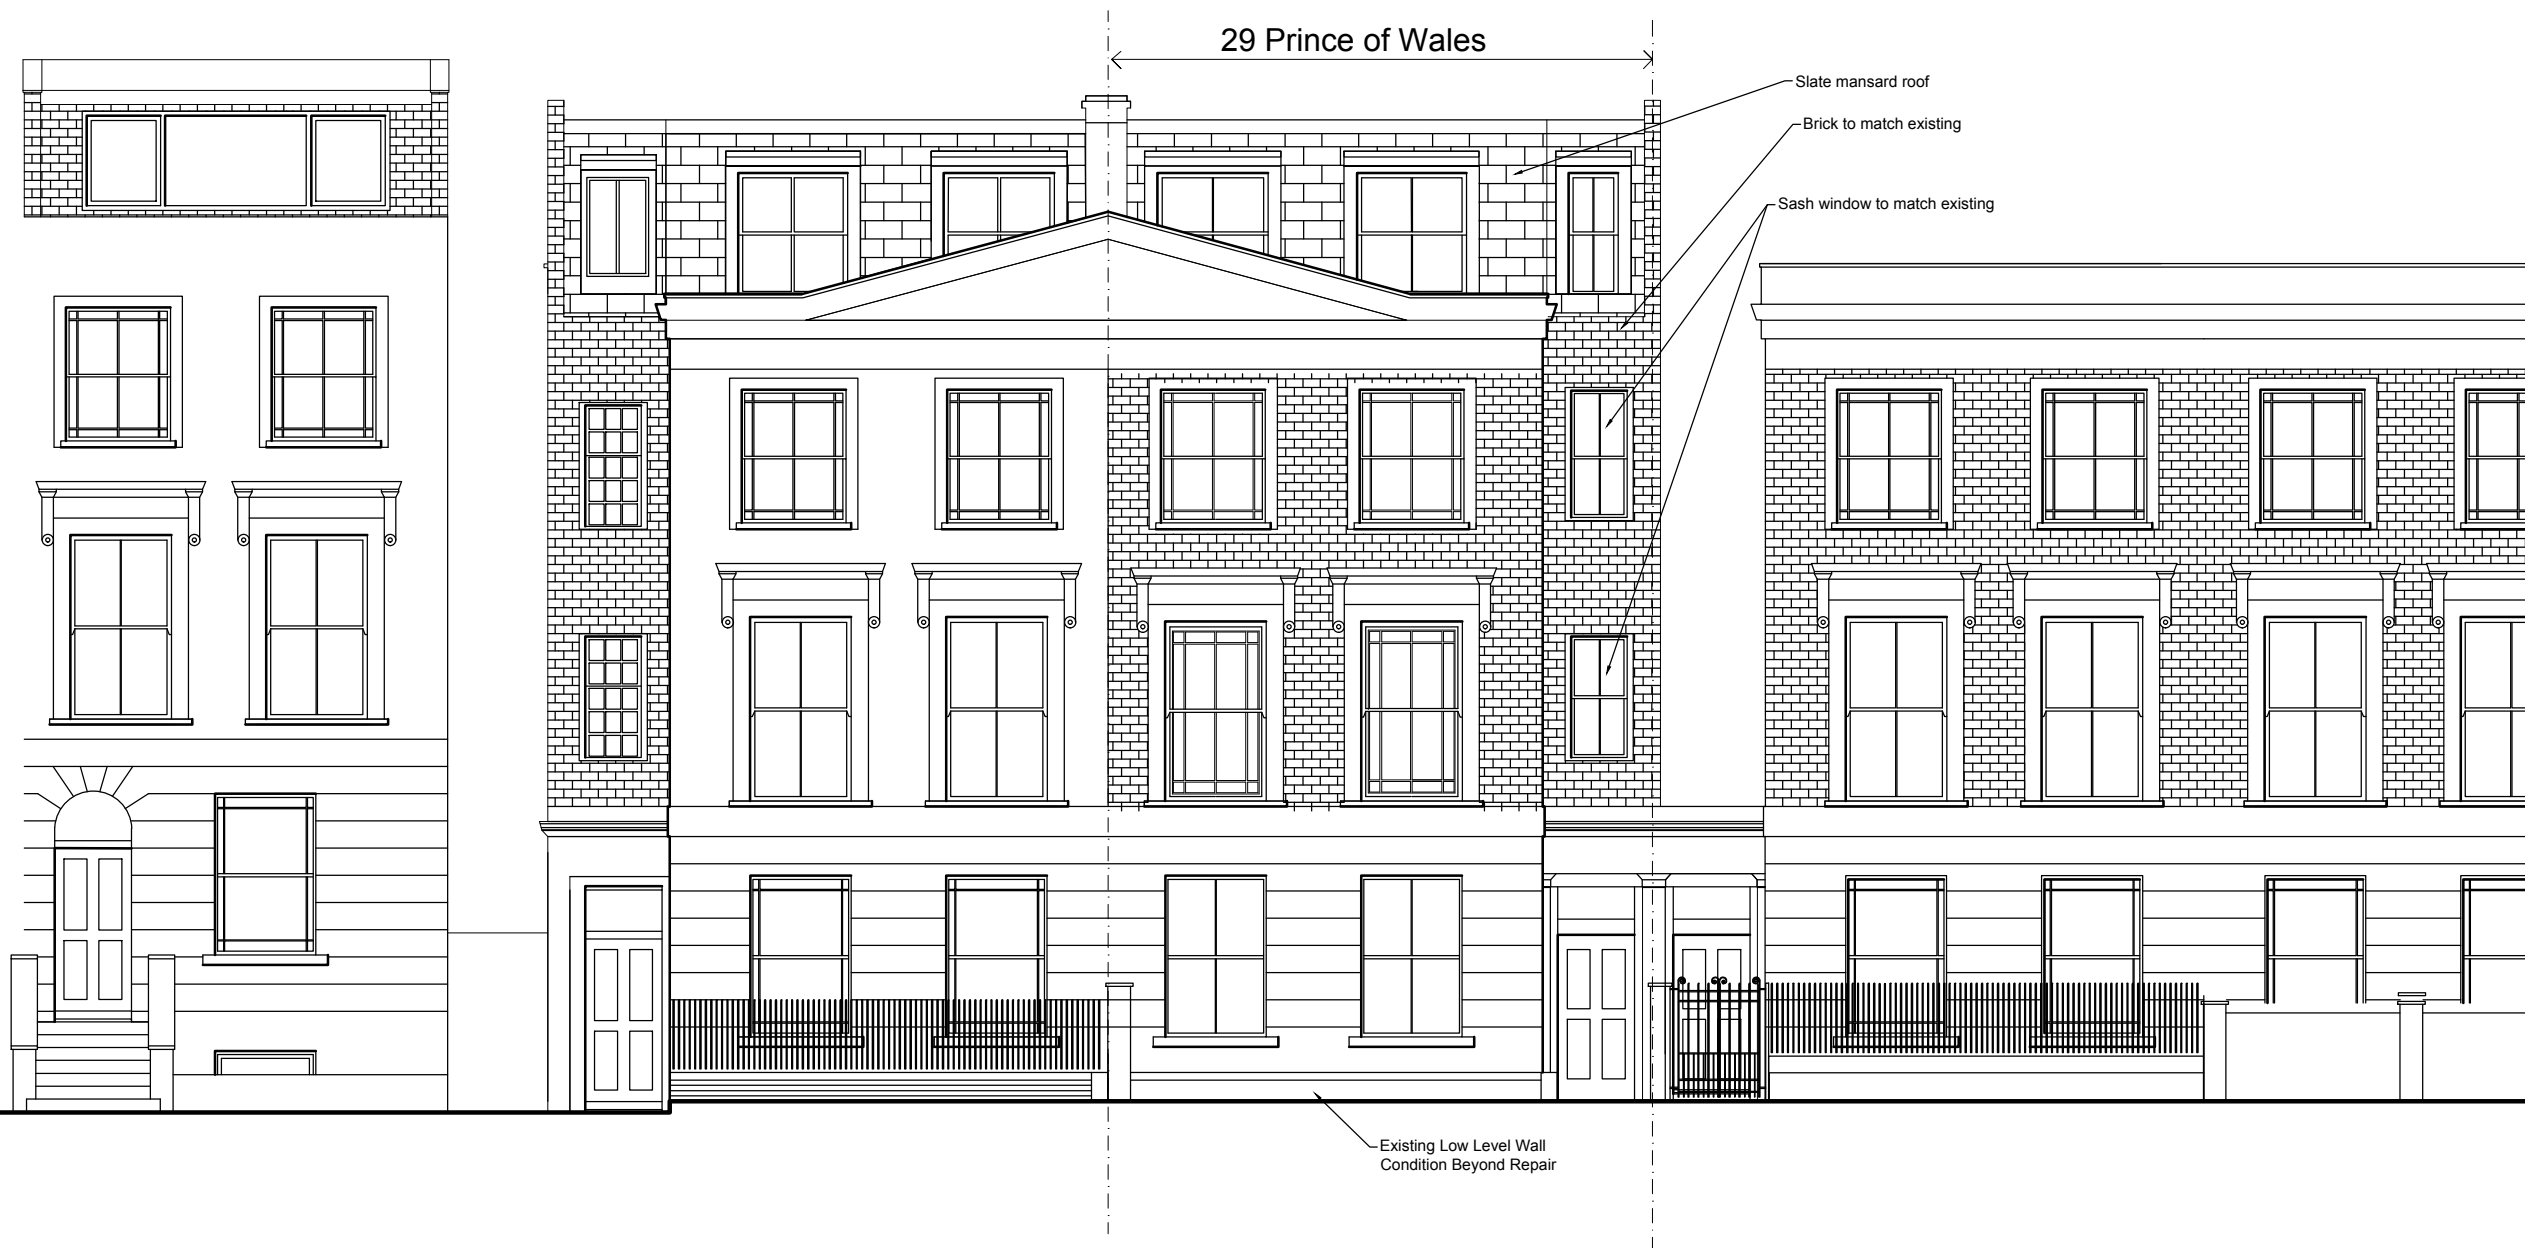 29 Prince of Wales
Slate mansard roof
Brick to match existing
Sash window to match existing
Existing Low Level Wall
Condition Beyond Repair